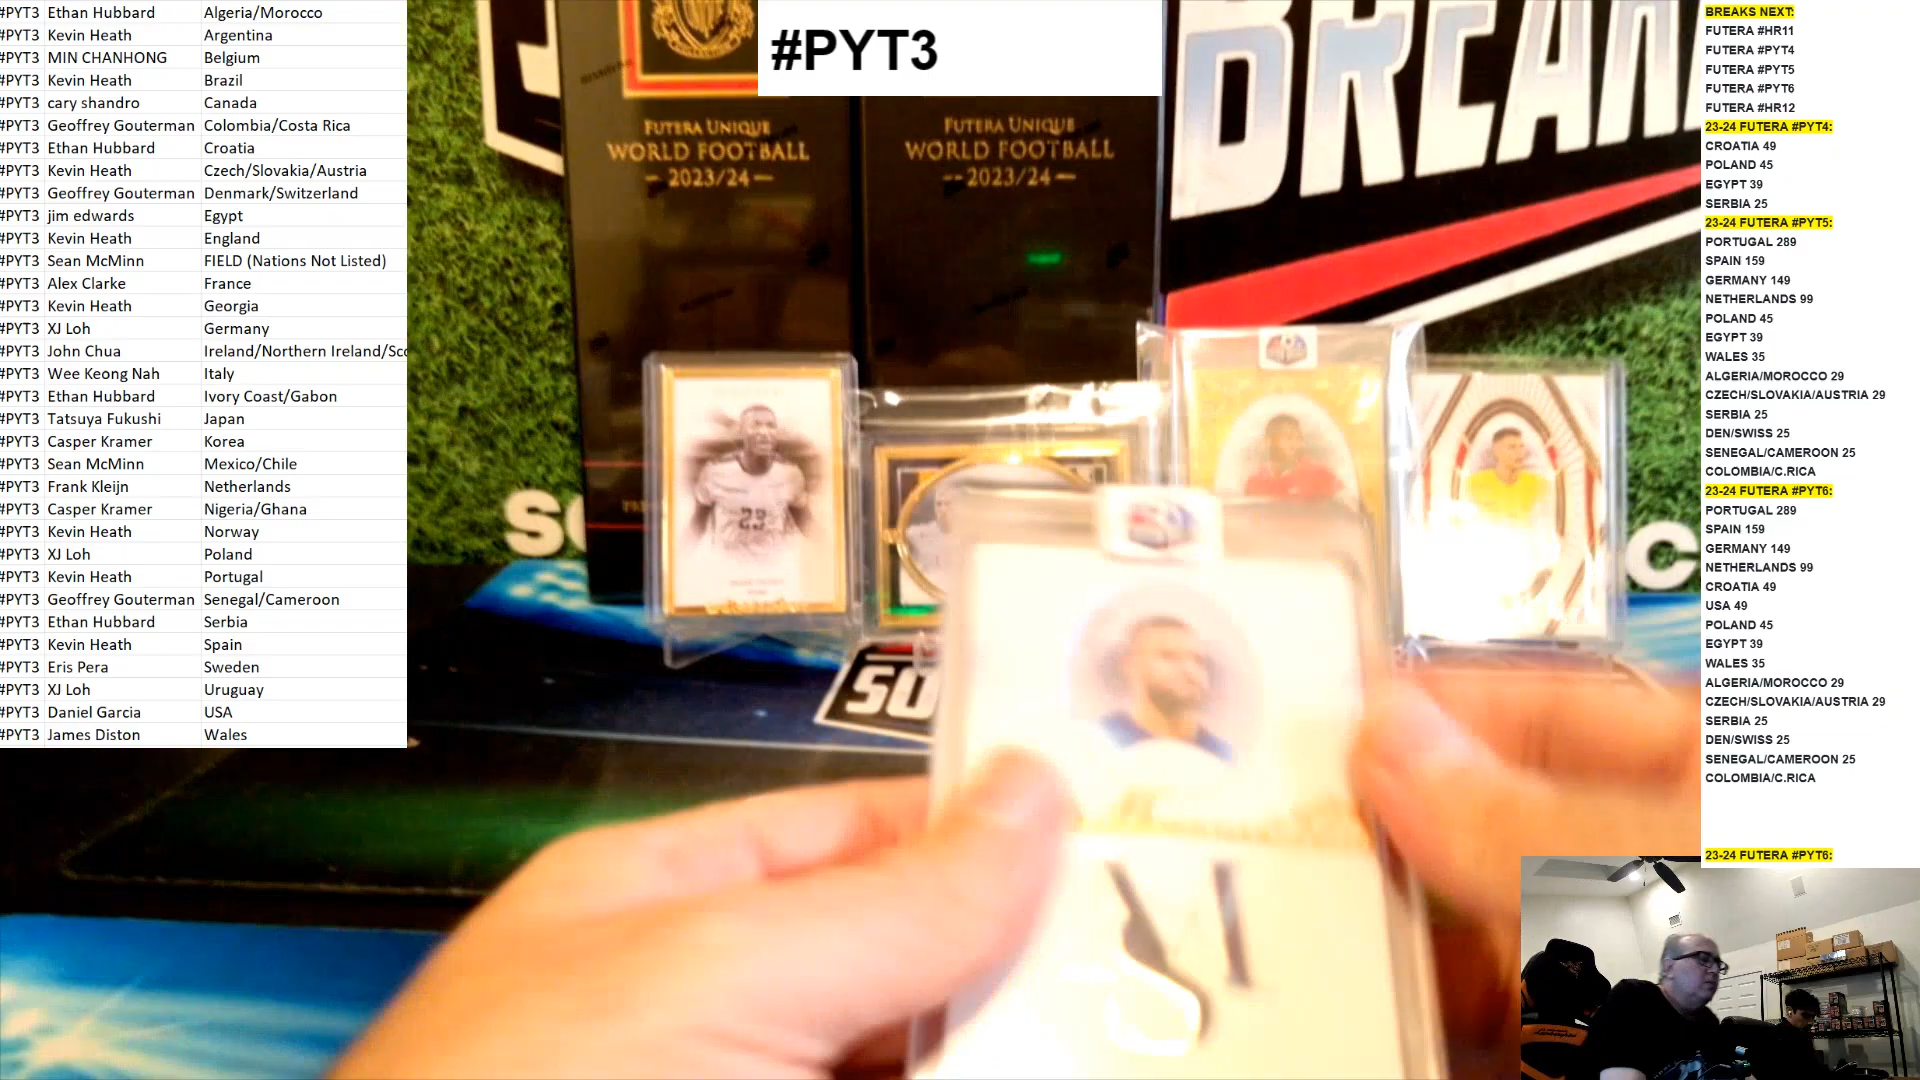 #PYT3 Ethan Hubbard Algeria/Morocco
#PYT3 Kevin Heath Argentina
#PYT3 MIN CHANHONG Belgium
#PYT3 Kevin Heath Brazil
#PYT3 cary shandro Canada
#PYT3 Geoffrey Gouterman Colombia/Costa Rica
#PYT3 Ethan Hubbard Croatia
#PYT3 Kevin Heath Czech/Slovakia/Austria
#PYT3 Geoffrey Gouterman Denmark/Switzerland
#PYT3 jim edwards Egypt
#PYT3 Kevin Heath England
#PYT3 Sean McMinn FIELD (Nations Not Listed)
#PYT3 Alex Clarke France
#PYT3 Kevin Heath Georgia
#PYT3 XJ Loh Germany
#PYT3 John Chua Ireland/Northern Ireland/Sco
#PYT3 Wee Keong Nah Italy
#PYT3 Ethan Hubbard Ivory Coast/Gabon
#PYT3 Tatsuya Fukushi Japan
#PYT3 Casper Kramer Korea
#PYT3 Sean McMinn Mexico/Chile
#PYT3 Frank Kleijn Netherlands
#PYT3 Casper Kramer Nigeria/Ghana
#PYT3 Kevin Heath Norway
#PYT3 XJ Loh Poland
#PYT3 Kevin Heath Portugal
#PYT3 Geoffrey Gouterman Senegal/Cameroon
#PYT3 Ethan Hubbard Serbia
#PYT3 Kevin Heath Spain
#PYT3 Eris Pera Sweden
#PYT3 XJ Loh Uruguay
#PYT3 Daniel Garcia USA
#PYT3 James Diston Wales
#PYT3
FUTERA UNIQUE
WORLD FOOTBALL
- 2023/24 -
FUTERA UNIQUE
WORLD FOOTBALL
-- 2023/24 --
BREAK
23
BREAKS NEXT:
FUTERA #HR11
FUTERA #PYT4
FUTERA #PYT5
FUTERA #PYT6
FUTERA #HR12
23-24 FUTERA #PYT4:
CROATIA 49
POLAND 45
EGYPT 39
SERBIA 25
23-24 FUTERA #PYT5:
PORTUGAL 289
SPAIN 159
GERMANY 149
NETHERLANDS 99
POLAND 45
EGYPT 39
WALES 35
ALGERIA/MOROCCO 29
CZECH/SLOVAKIA/AUSTRIA 29
SERBIA 25
DEN/SWISS 25
SENEGAL/CAMEROON 25
COLOMBIA/C.RICA
23-24 FUTERA #PYT6:
PORTUGAL 289
SPAIN 159
GERMANY 149
NETHERLANDS 99
CROATIA 49
USA 49
POLAND 45
EGYPT 39
WALES 35
ALGERIA/MOROCCO 29
CZECH/SLOVAKIA/AUSTRIA 29
SERBIA 25
DEN/SWISS 25
SENEGAL/CAMEROON 25
COLOMBIA/C.RICA
23-24 FUTERA #PYT6: